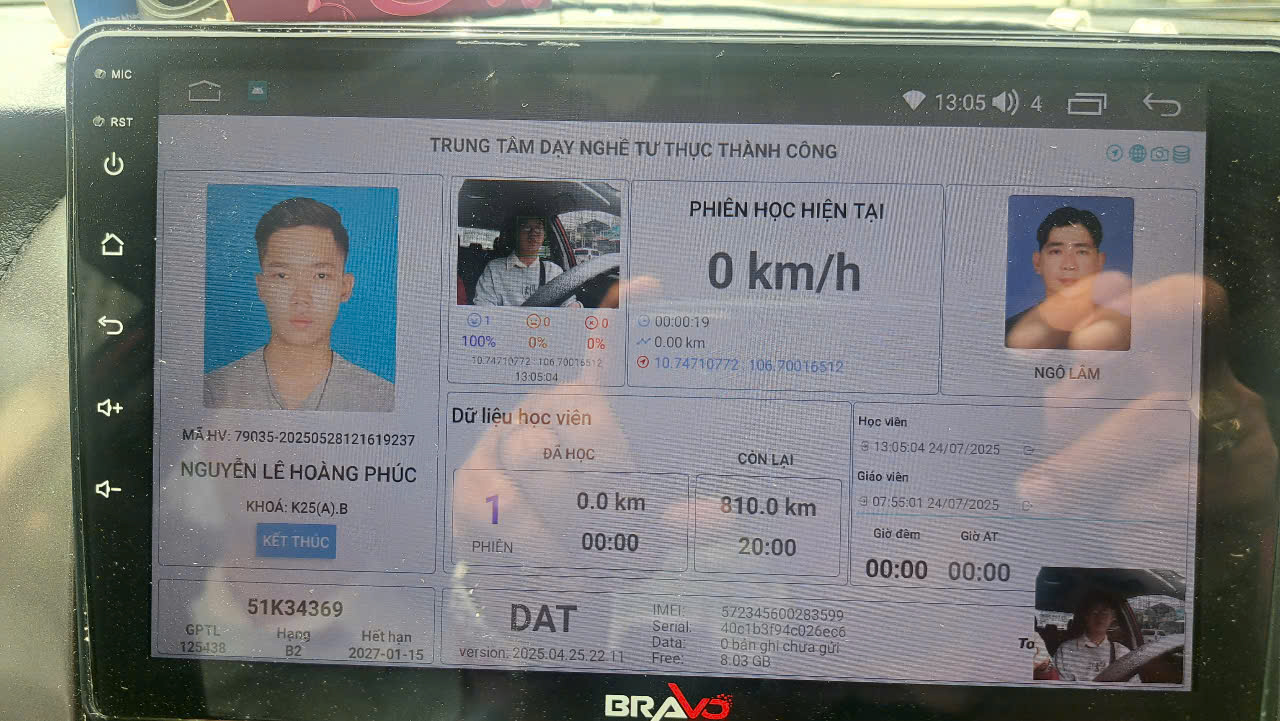 MIC
RST
13:05 4
TRUNG TÂM DẠY NGHỀ TƯ THỤC THÀNH CÔNG
MÃ HV: 79035-20250528121619237
NGUYỄN LÊ HOÀNG PHÚC
KHOÁ: K25(A).B
KẾT THÚC
1 0 0
100% 0% 0%
10.74710772 : 106.70016512
13:05:04
PHIÊN HỌC HIỆN TẠI
0 km/h
00:00:19
0.00 km
10.74710772 : 106.70016512
NGÔ LÂM
Dữ liệu học viên
ĐÃ HỌC
1
PHIÊN
0.0 km
00:00
CÒN LẠI
810.0 km
20:00
Học viên
13:05:04 24/07/2025
Giáo viên
07:55:01 24/07/2025
Giờ đêm Giờ AT
00:00 00:00
51K34369
GPTL Hạng Hết hạn
125438 B2 2027-01-15
DAT
version: 2025.04.25.22.11
IMEI: 572345600283599
Serial: 40c1b3f94c026ec6
Data: 0 bản ghi chưa gửi
Free: 8.03 GB
BRAVO